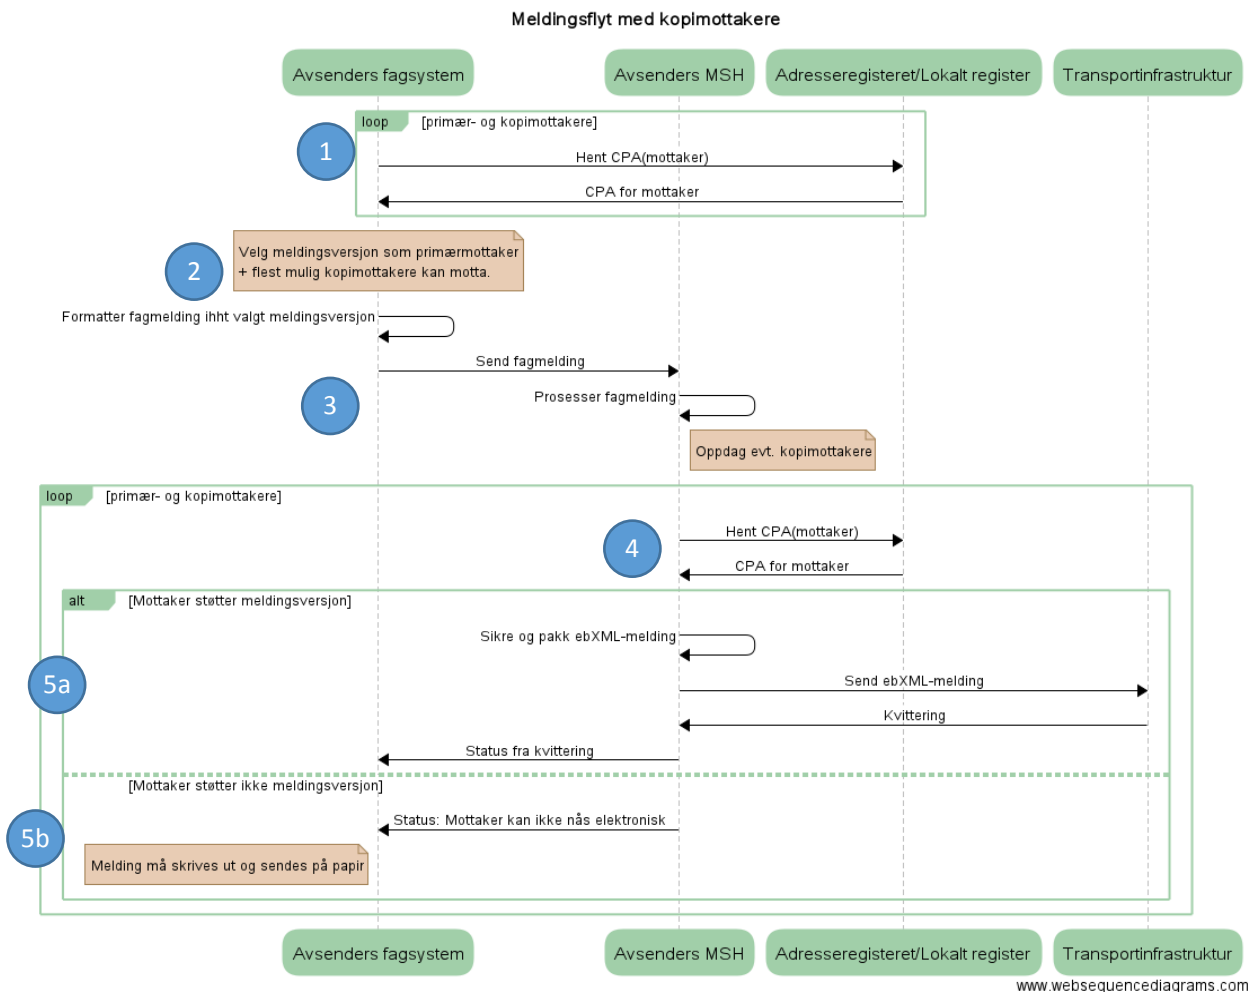 Meldingsflyt med kopimottakere
Avsenders fagsystem
Avsenders MSH
Adresseregisteret/Lokalt register
Transportinfrastruktur
loop
[primær- og kopimottakere]
1
Hent CPA(mottaker)
CPA for mottaker
2
Velg meldingsversjon som primærmottaker
+ flest mulig kopimottakere kan motta.
Formatter fagmelding ihht valgt meldingsversjon
Send fagmelding
3
Prosesser fagmelding
Oppdag evt. kopimottakere
loop
[primær- og kopimottakere]
4
Hent CPA(mottaker)
CPA for mottaker
alt
[Mottaker støtter meldingsversjon]
Sikre og pakk ebXML-melding
5a
Send ebXML-melding
Kvittering
Status fra kvittering
[Mottaker støtter ikke meldingsversjon]
5b
Status: Mottaker kan ikke nås elektronisk
Melding må skrives ut og sendes på papir
Avsenders fagsystem
Avsenders MSH
Adresseregisteret/Lokalt register
Transportinfrastruktur
www.websequencediagrams.com